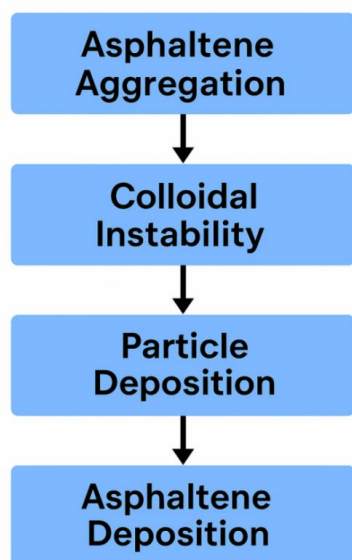 Asphaltene
Aggregation
Colloidal
Instability
Particle
Deposition
Asphaltene
Deposition